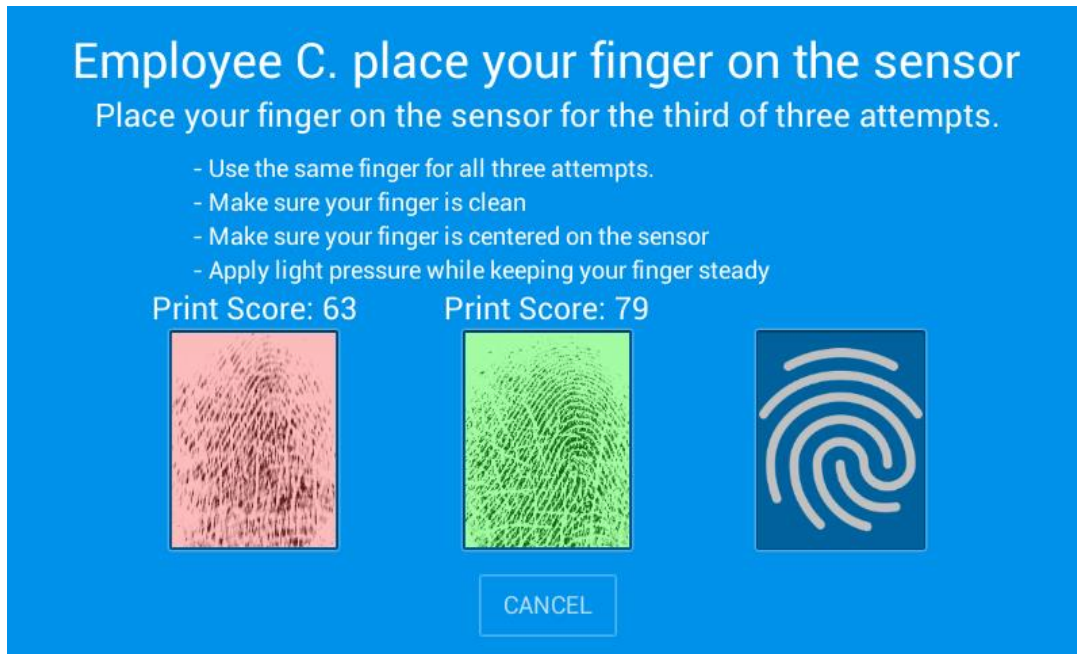 Employee C. place your finger on the sensor
Place your finger on the sensor for the third of three attempts.
- Use the same finger for all three attempts.
- Make sure your finger is clean
- Make sure your finger is centered on the sensor
- Apply light pressure while keeping your finger steady
Print Score: 63
Print Score: 79
CANCEL